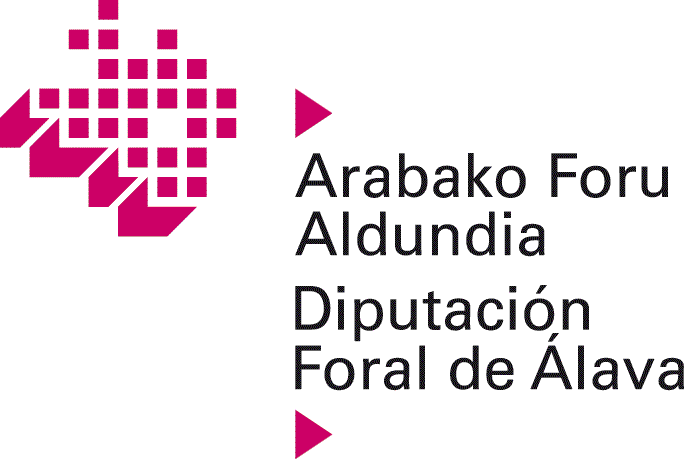 Arabako Foru
Aldundia
Diputación
Foral de Álava